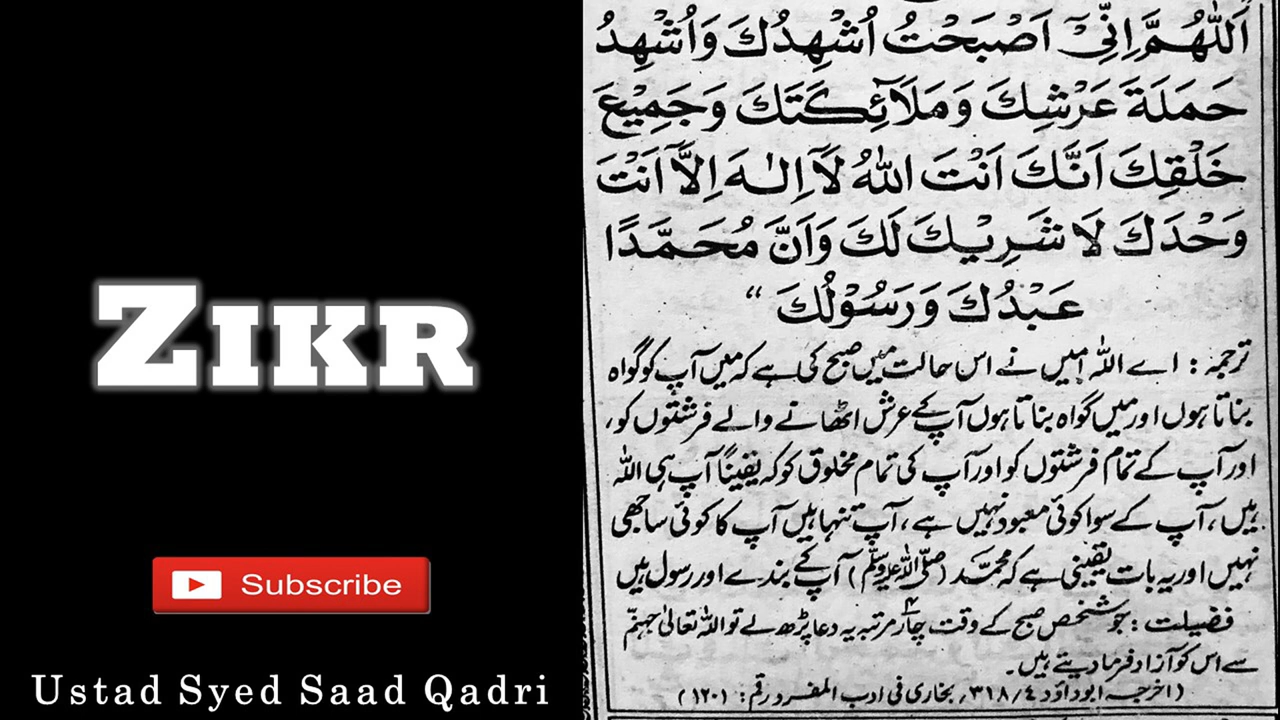 ZIKR
Subscribe
Ustad Syed Saad Qadri
اَللّٰهُمَّ اِنِّیْٓ اَصْبَحْتُ اُشْهِدُكَ وَاُشْهِدُ
حَمَلَةَ عَرْشِكَ وَمَلَآئِكَتَكَ وَجَمِیْعَ
خَلْقِكَ اَنَّكَ اَنْتَ اللّٰهُ لَآ اِلٰـهَ اِلَّآ اَنْتَ
وَحْدَكَ لَا شَرِیْكَ لَكَ وَاَنَّ مُحَمَّدًا
عَبْدُكَ وَرَسُوْلُكَ “
ترجمہ : اے اللہ! میں نے اس حالت میں صبح کی ہے کہ میں آپ کو گواہ
بناتا ہوں اور میں گواہ بناتا ہوں آپ کے عرش اٹھانے والے فرشتوں کو،
اور آپ کے تمام فرشتوں کو اور آپ کی تمام مخلوق کو کہ یقیناً آپ ہی اللہ
ہیں، آپ کے سوا کوئی معبود نہیں ہے، آپ تنہا ہیں آپ کا کوئی ساجھی
نہیں اور یہ بات یقینی ہے کہ محمّد (صلی اللہ علیہ وسلم) آپ کے بندے اور رسول ہیں
فضیلت : جو شخص صبح کے وقت چار ۴ مرتبہ یہ دعا پڑھ لے تو اللہ تعالیٰ جہنم
سے اس کو آزاد فرما دیتے ہیں۔
(اخرجہ ابوداؤد ٣١٨/٤، بخاری فی ادب المفرد رقم: ١٢٠)